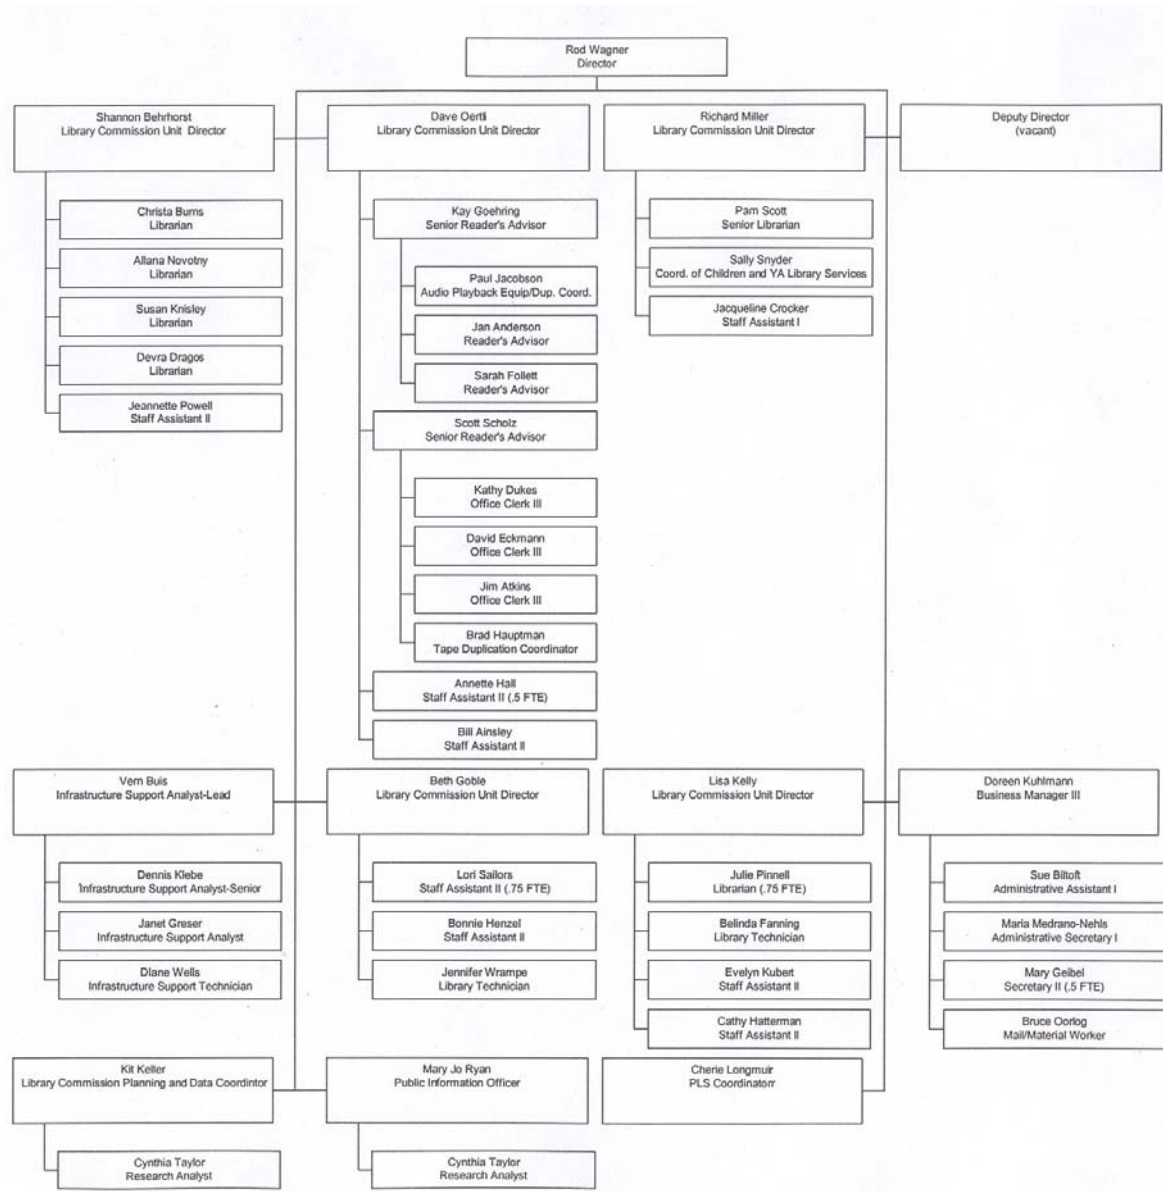 Rod Wagner
Director
Shannon Behrhorst
Library Commission Unit Director
Dave Oertli
Library Commission Unit Director
Richard Miller
Library Commission Unit Director
Deputy Director
(vacant)
Christa Burns
Librarian
Allana Novotny
Librarian
Susan Knisley
Librarian
Devra Dragos
Librarian
Jeannette Powell
Staff Assistant II
Kay Goehring
Senior Reader's Advisor
Paul Jacobson
Audio Playback Equip/Dup. Coord.
Jan Anderson
Reader's Advisor
Sarah Follett
Reader's Advisor
Scott Scholz
Senior Reader's Advisor
Kathy Dukes
Office Clerk III
David Eckmann
Office Clerk III
Jim Atkins
Office Clerk III
Brad Hauptman
Tape Duplication Coordinator
Annette Hall
Staff Assistant II (.5 FTE)
Bill Ainsley
Staff Assistant II
Pam Scott
Senior Librarian
Sally Snyder
Coord. of Children and YA Library Services
Jacqueline Crocker
Staff Assistant I
Vern Buis
Infrastructure Support Analyst-Lead
Beth Goble
Library Commission Unit Director
Lisa Kelly
Library Commission Unit Director
Doreen Kuhlmann
Business Manager III
Dennis Klebe
Infrastructure Support Analyst-Senior
Janet Greser
Infrastructure Support Analyst
Diane Wells
Infrastructure Support Technician
Lori Sailors
Staff Assistant II (.75 FTE)
Bonnie Henzel
Staff Assistant II
Jennifer Wrampe
Library Technician
Julie Pinnell
Librarian (.75 FTE)
Belinda Fanning
Library Technician
Evelyn Kubert
Staff Assistant II
Cathy Hatterman
Staff Assistant II
Sue Biltoft
Administrative Assistant I
Maria Medrano-Nehls
Administrative Secretary I
Mary Geibel
Secretary II (.5 FTE)
Bruce Oorlog
Mail/Material Worker
Kit Keller
Library Commission Planning and Data Coordintor
Mary Jo Ryan
Public Information Officer
Cherie Longmuir
PLS Coordinatorr
Cynthia Taylor
Research Analyst
Cynthia Taylor
Research Analyst